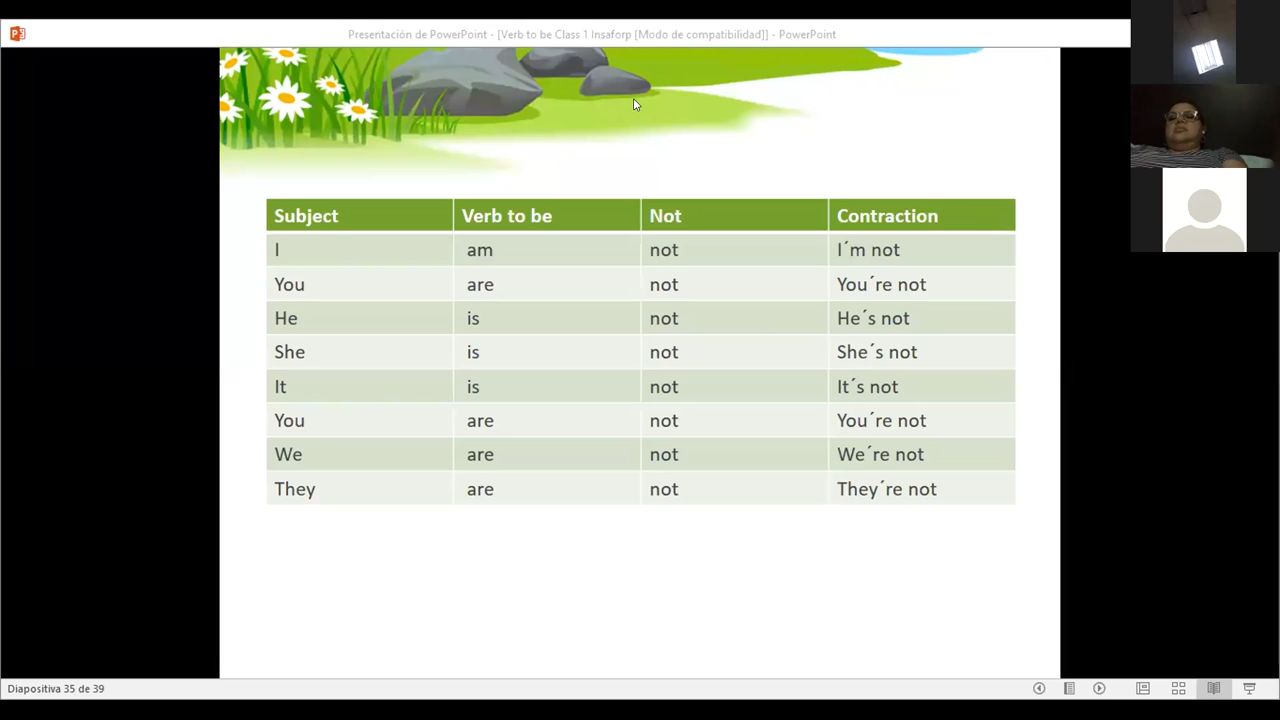 Presentación de PowerPoint - [Verb to be Class 1 Insaforp [Modo de compatibilidad]] - PowerPoint
Subject Verb to be Not Contraction
I am not I´m not
You are not You´re not
He is not He´s not
She is not She´s not
It is not It´s not
You are not You´re not
We are not We´re not
They are not They´re not
Diapositiva 35 de 39